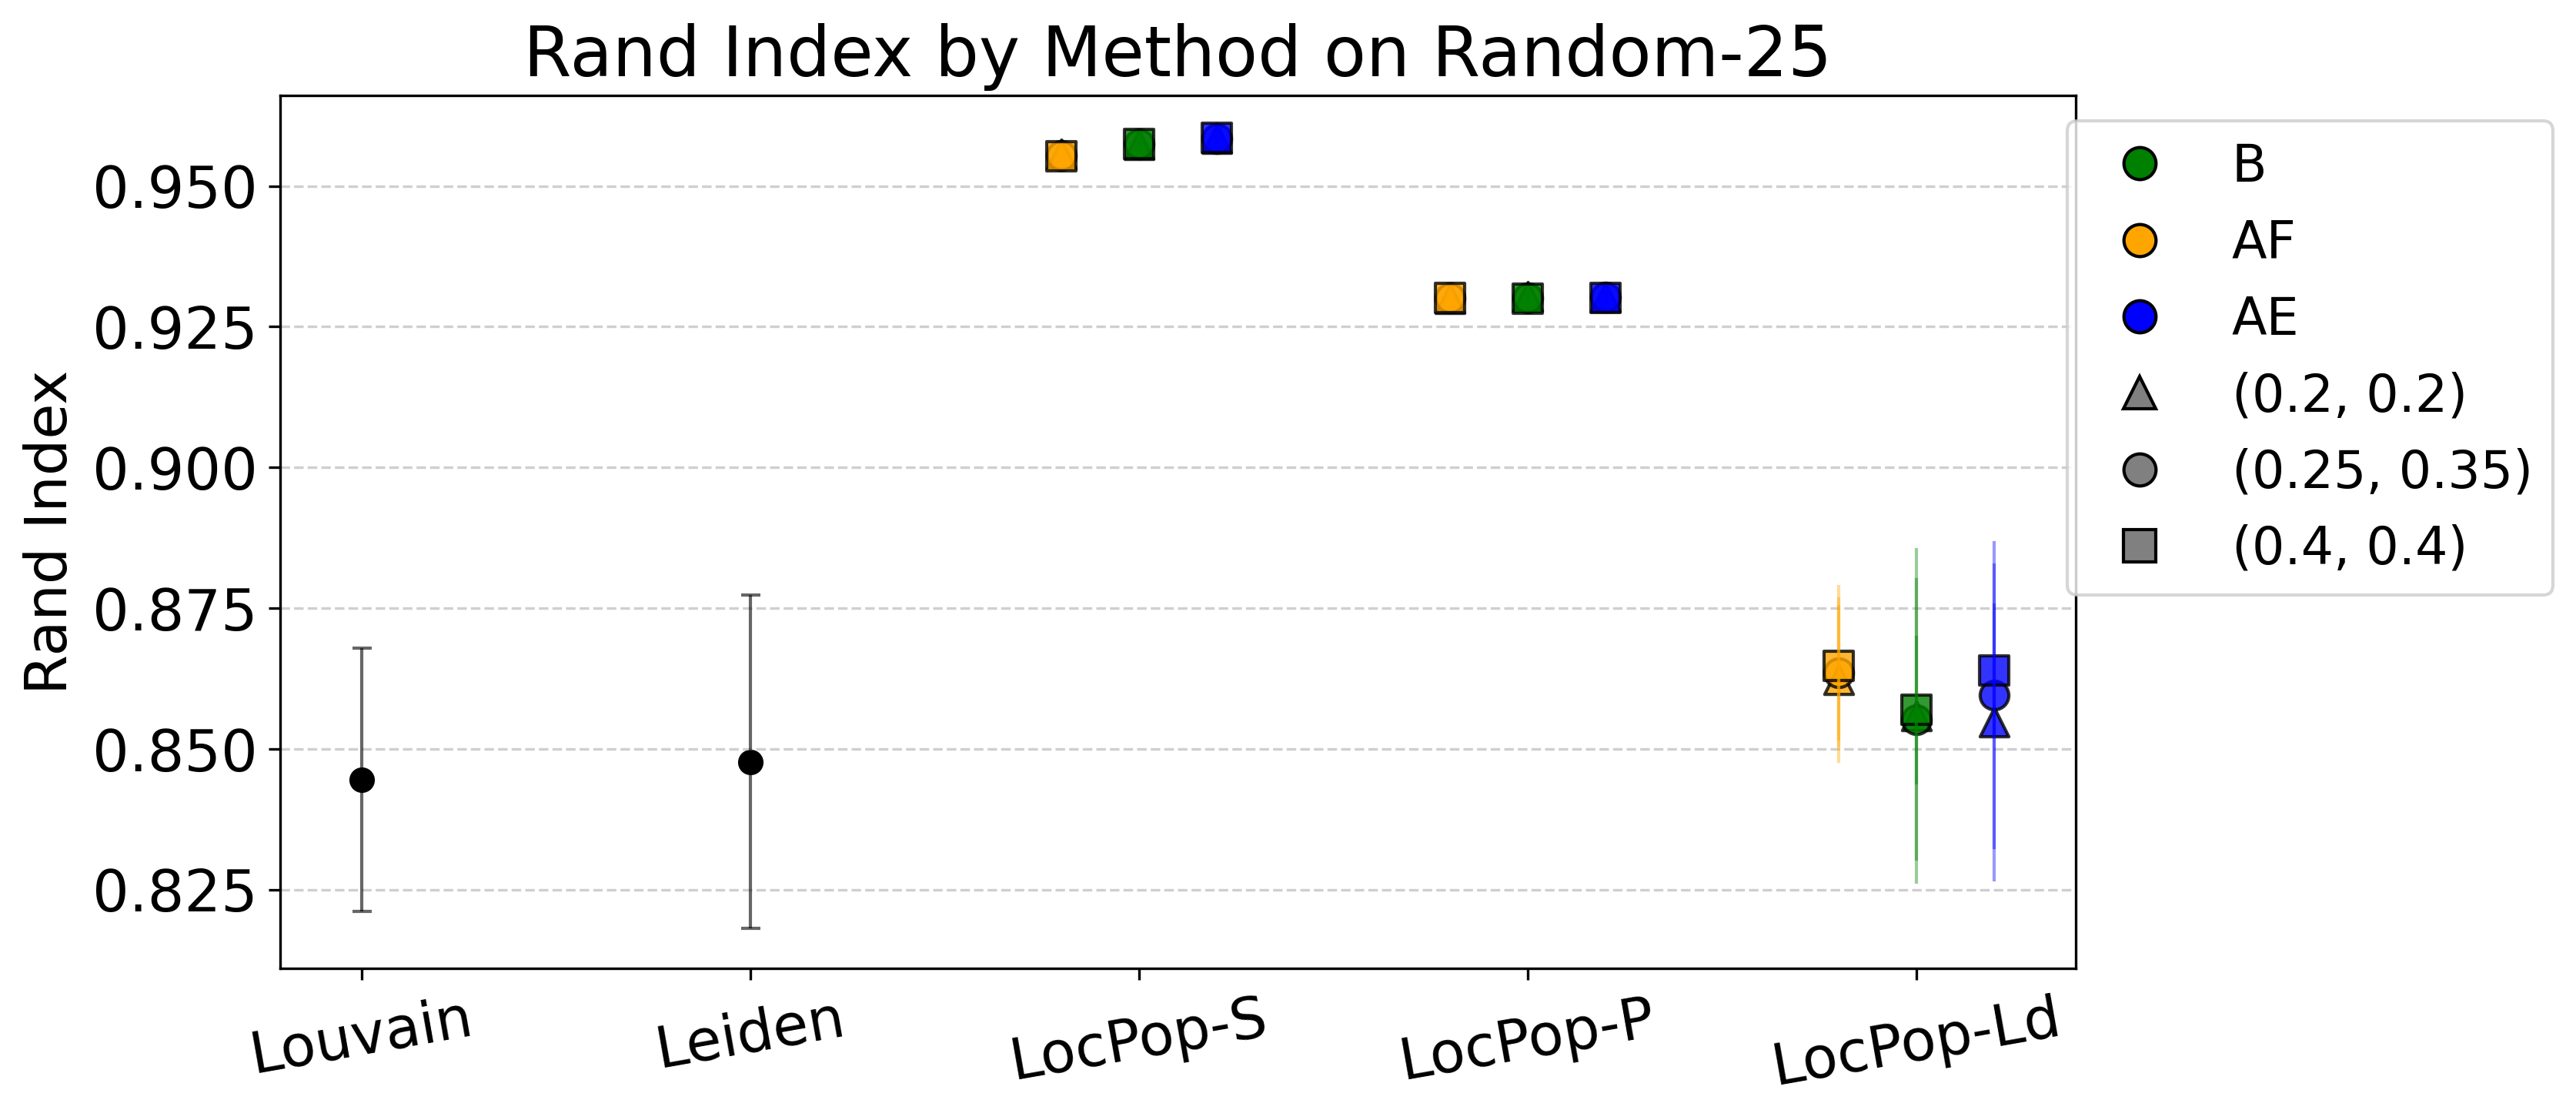 Rand Index by Method on Random-25
Rand Index
0.950
0.925
0.900
0.875
0.850
0.825
Louvain
Leiden
LocPop-S
LocPop-P
LocPop-Ld
B
AF
AE
(0.2, 0.2)
(0.25, 0.35)
(0.4, 0.4)